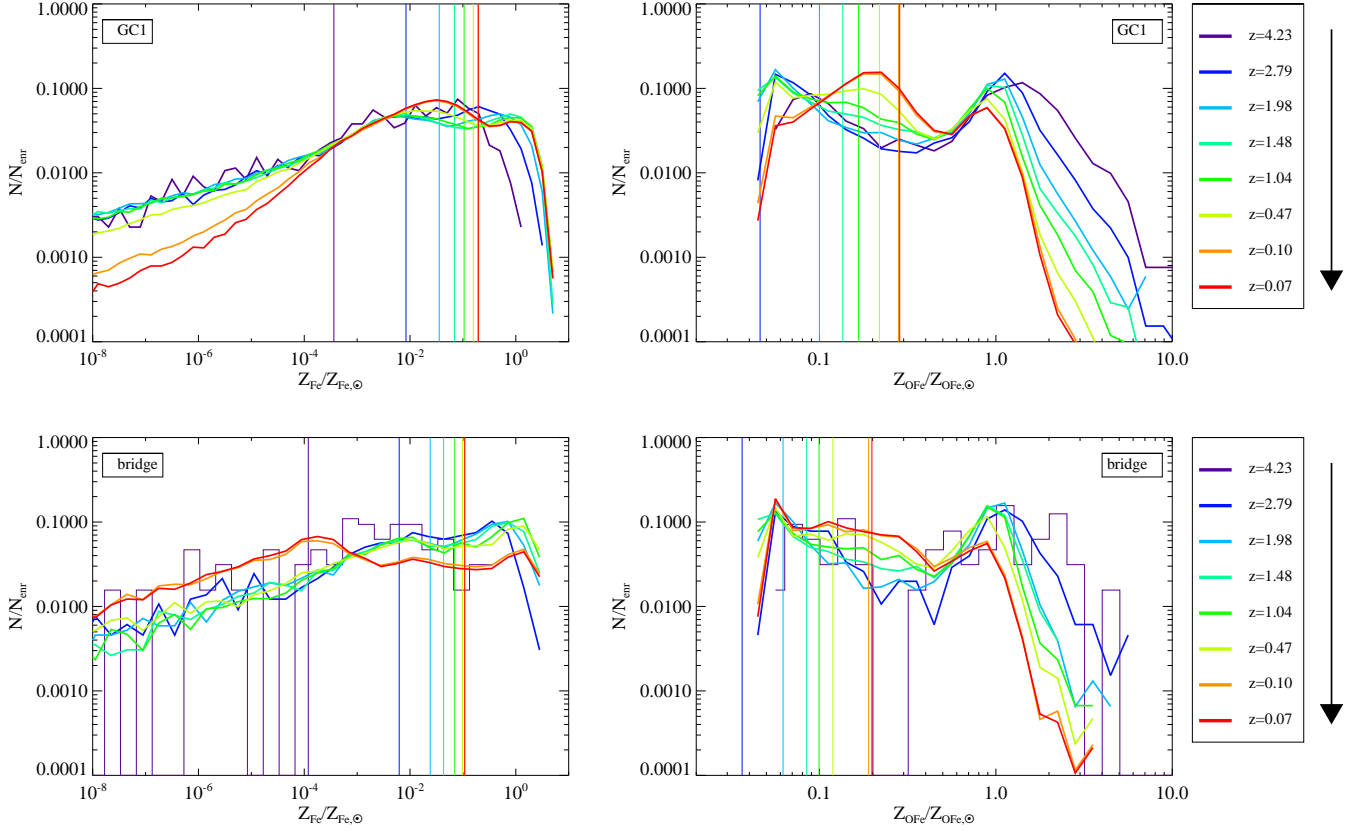 GC1
1.0000
0.1000
0.0100
0.0010
0.0001
N/N_enr
10^-8
10^-6
10^-4
10^-2
10^0
Z_Fe/Z_Fe,⊙
GC1
1.0000
0.1000
0.0100
0.0010
0.0001
N/N_enr
0.1
1.0
10.0
Z_OFe/Z_OFe,⊙
z=4.23
z=2.79
z=1.98
z=1.48
z=1.04
z=0.47
z=0.10
z=0.07
bridge
1.0000
0.1000
0.0100
0.0010
0.0001
N/N_enr
10^-8
10^-6
10^-4
10^-2
10^0
Z_Fe/Z_Fe,⊙
bridge
1.0000
0.1000
0.0100
0.0010
0.0001
N/N_enr
0.1
1.0
10.0
Z_OFe/Z_OFe,⊙
z=4.23
z=2.79
z=1.98
z=1.48
z=1.04
z=0.47
z=0.10
z=0.07